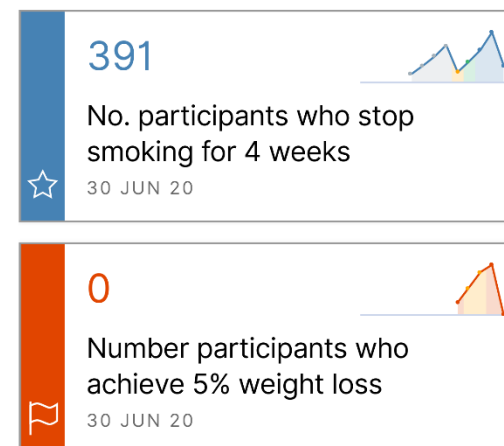 391
No. participants who stop
smoking for 4 weeks
30 JUN 20
0
Number participants who
achieve 5% weight loss
30 JUN 20